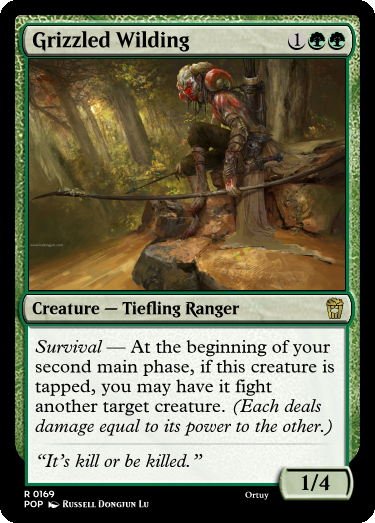 Grizzled Wilding 1
Creature — Tiefling Ranger
Survival — At the beginning of your
second main phase, if this creature is
tapped, you may have it fight
another target creature. (Each deals
damage equal to its power to the other.)
“It's kill or be killed.”
1/4
R 0169
POP Russell Dongjun Lu
Ortuy